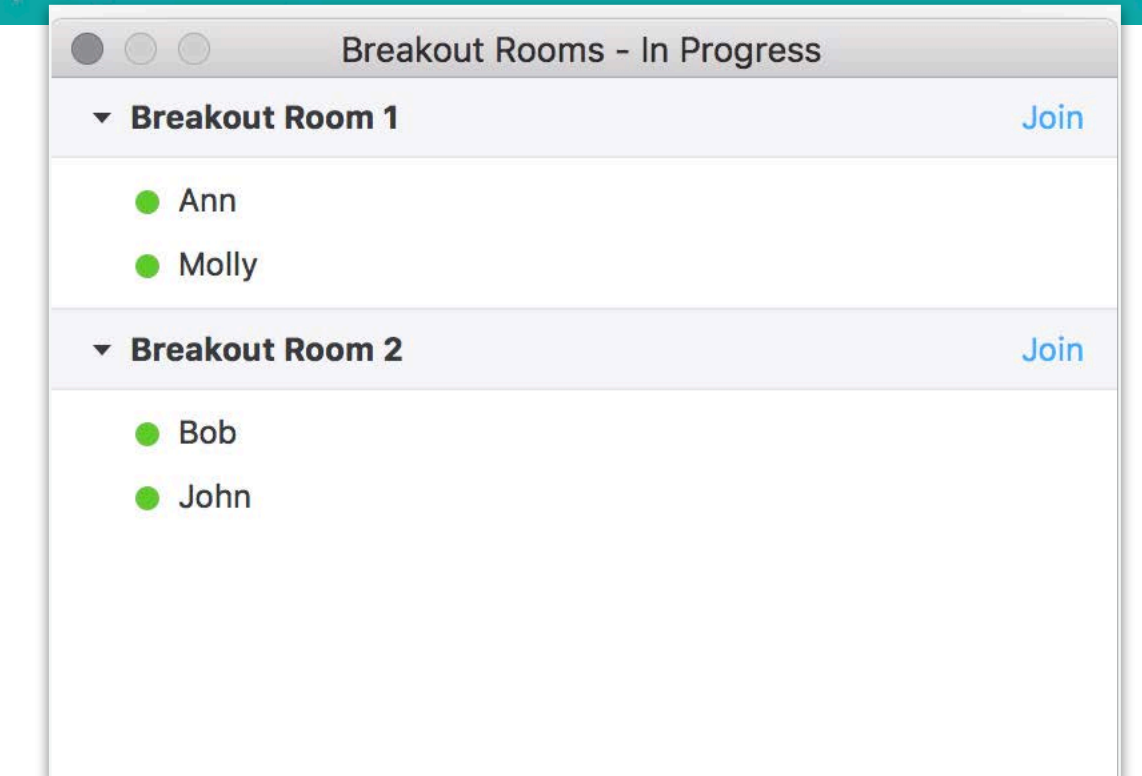 Breakout Rooms - In Progress
Breakout Room 1 Join
Ann
Molly
Breakout Room 2 Join
Bob
John